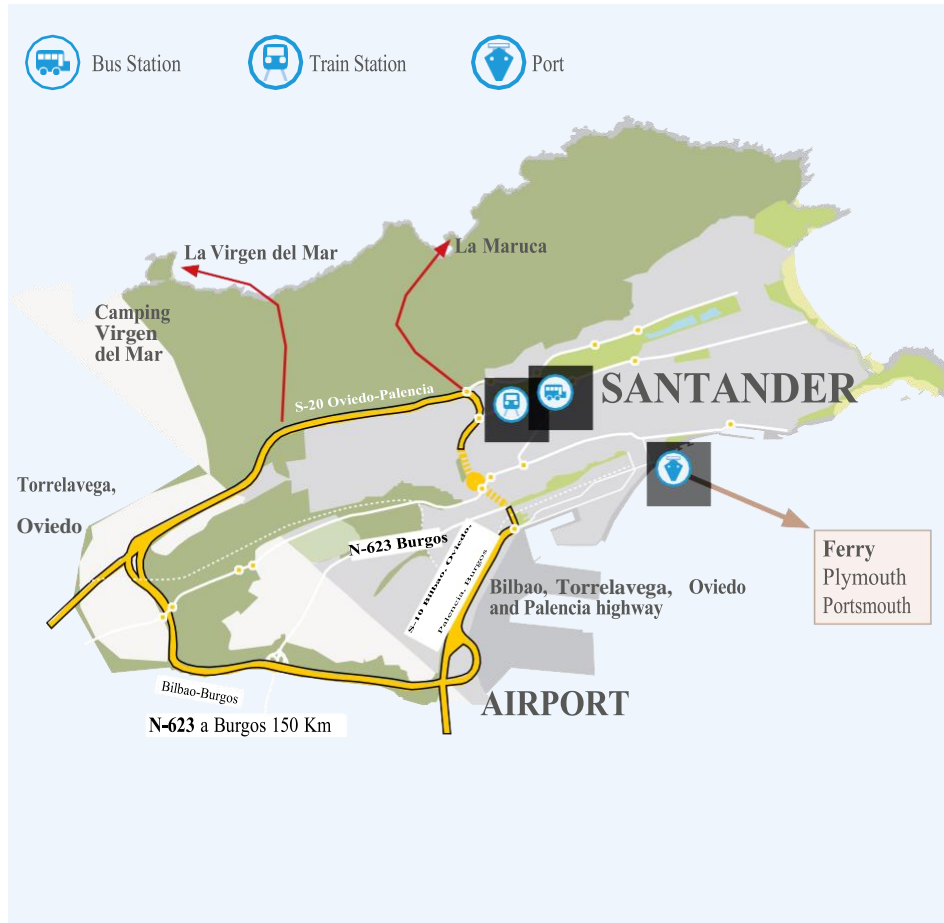 Bus Station
Train Station
Port
La Virgen del Mar
La Maruca
Camping
Virgen
del Mar
S-20 Oviedo-Palencia
SANTANDER
Torrelavega,
Oviedo
N-623 Burgos
S-10 Bilbao, Oviedo,
Palencia, Burgos
Bilbao, Torrelavega, Oviedo
and Palencia highway
Ferry
Plymouth
Portsmouth
Bilbao-Burgos
AIRPORT
N-623 a Burgos 150 Km